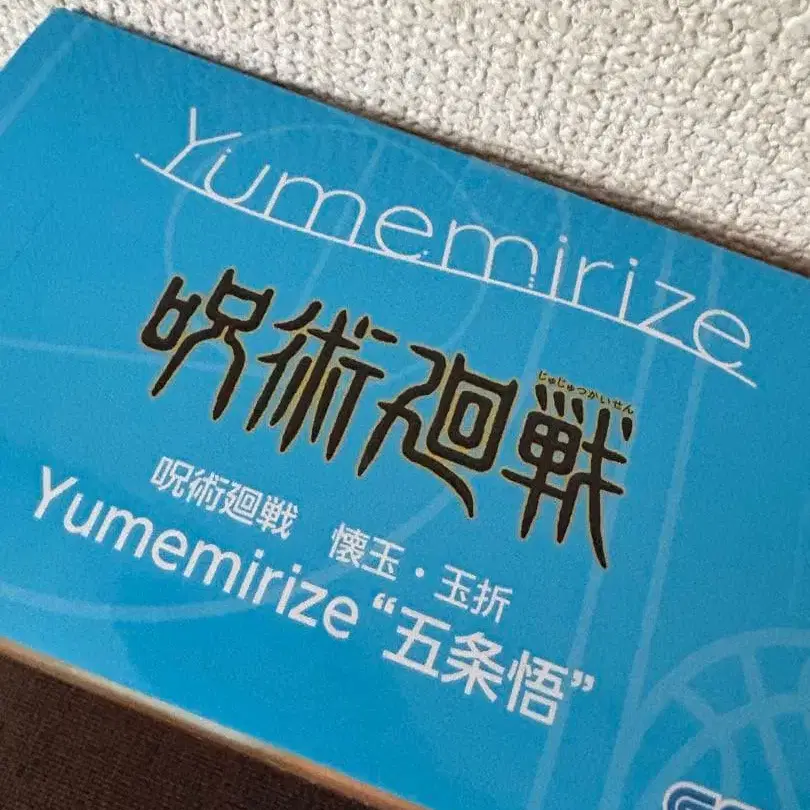 Yumemirize
じゅじゅつかいせん
呪術廻戦
呪術廻戦 懐玉・玉折
Yumemirize “五条悟”